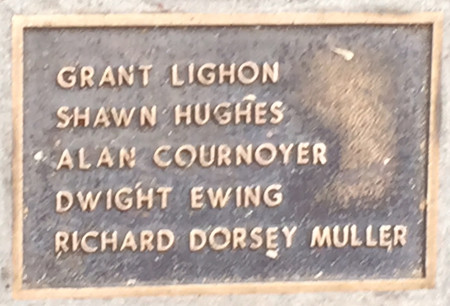 GRANT LIGHON
SHAWN HUGHES
ALAN COURNOYER
DWIGHT EWING
RICHARD DORSEY MULLER